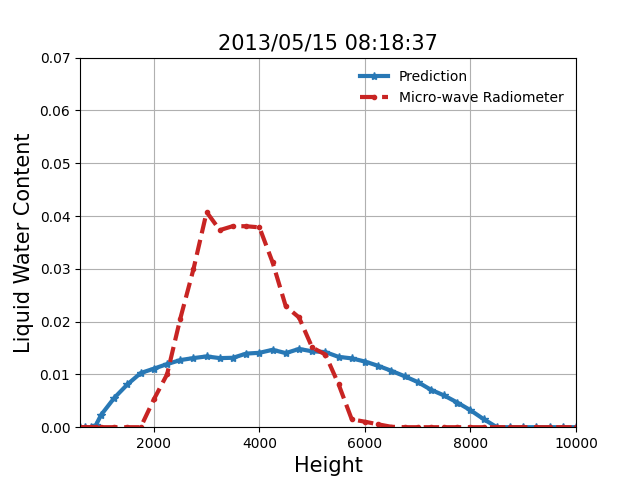 2013/05/15 08:18:37
0.07
0.06
0.05
0.04
0.03
0.02
0.01
0.00
Liquid Water Content
Prediction
Micro-wave Radiometer
2000 4000 6000 8000 10000
Height